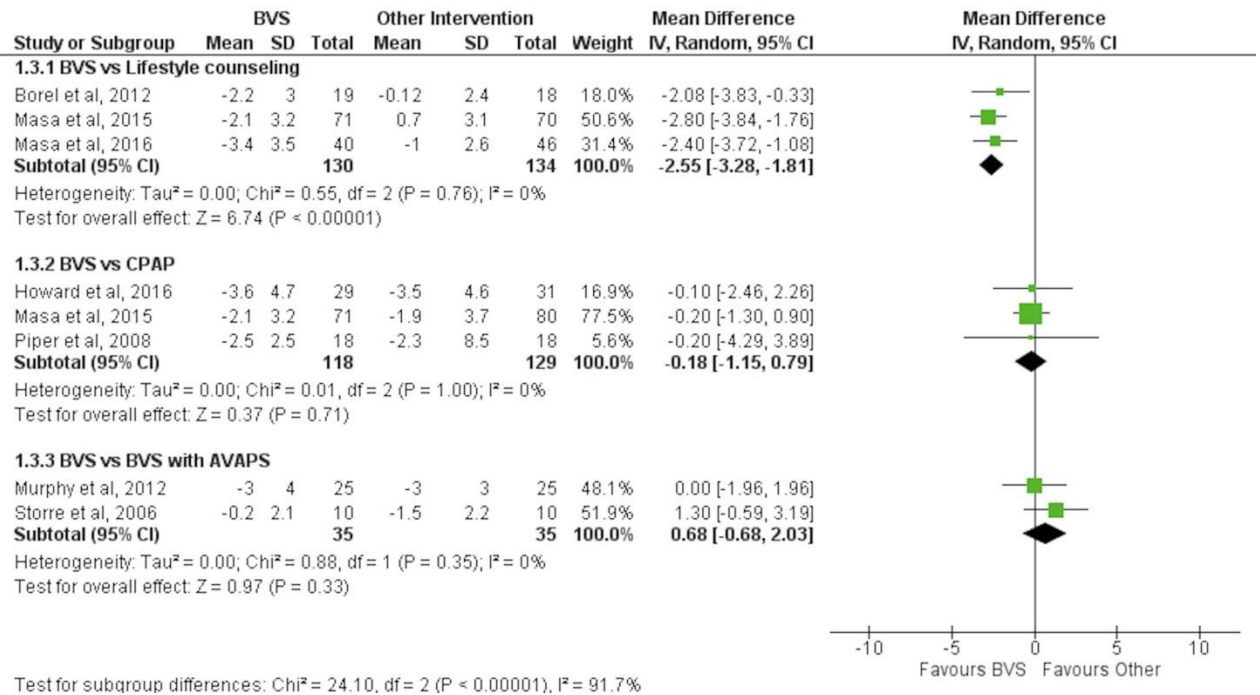 BVS Other Intervention Mean Difference Mean Difference
Study or Subgroup Mean SD Total Mean SD Total Weight IV, Random, 95% CI IV, Random, 95% CI
1.3.1 BVS vs Lifestyle counseling
Borel et al, 2012 -2.2 3 19 -0.12 2.4 18 18.0% -2.08 [-3.83, -0.33]
Masa et al, 2015 -2.1 3.2 71 0.7 3.1 70 50.6% -2.80 [-3.84, -1.76]
Masa et al, 2016 -3.4 3.5 40 -1 2.6 46 31.4% -2.40 [-3.72, -1.08]
Subtotal (95% CI) 130 134 100.0% -2.55 [-3.28, -1.81]
Heterogeneity: Tau² = 0.00; Chi² = 0.55, df = 2 (P = 0.76); I² = 0%
Test for overall effect: Z = 6.74 (P < 0.00001)
1.3.2 BVS vs CPAP
Howard et al, 2016 -3.6 4.7 29 -3.5 4.6 31 16.9% -0.10 [-2.46, 2.26]
Masa et al, 2015 -2.1 3.2 71 -1.9 3.7 80 77.5% -0.20 [-1.30, 0.90]
Piper et al, 2008 -2.5 2.5 18 -2.3 8.5 18 5.6% -0.20 [-4.29, 3.89]
Subtotal (95% CI) 118 129 100.0% -0.18 [-1.15, 0.79]
Heterogeneity: Tau² = 0.00; Chi² = 0.01, df = 2 (P = 1.00); I² = 0%
Test for overall effect: Z = 0.37 (P = 0.71)
1.3.3 BVS vs BVS with AVAPS
Murphy et al, 2012 -3 4 25 -3 3 25 48.1% 0.00 [-1.96, 1.96]
Storre et al, 2006 -0.2 2.1 10 -1.5 2.2 10 51.9% 1.30 [-0.59, 3.19]
Subtotal (95% CI) 35 35 100.0% 0.68 [-0.68, 2.03]
Heterogeneity: Tau² = 0.00; Chi² = 0.88, df = 1 (P = 0.35); I² = 0%
Test for overall effect: Z = 0.97 (P = 0.33)
-10 -5 0 5 10
Favours BVS Favours Other
Test for subgroup differences: Chi² = 24.10, df = 2 (P < 0.00001), I² = 91.7%